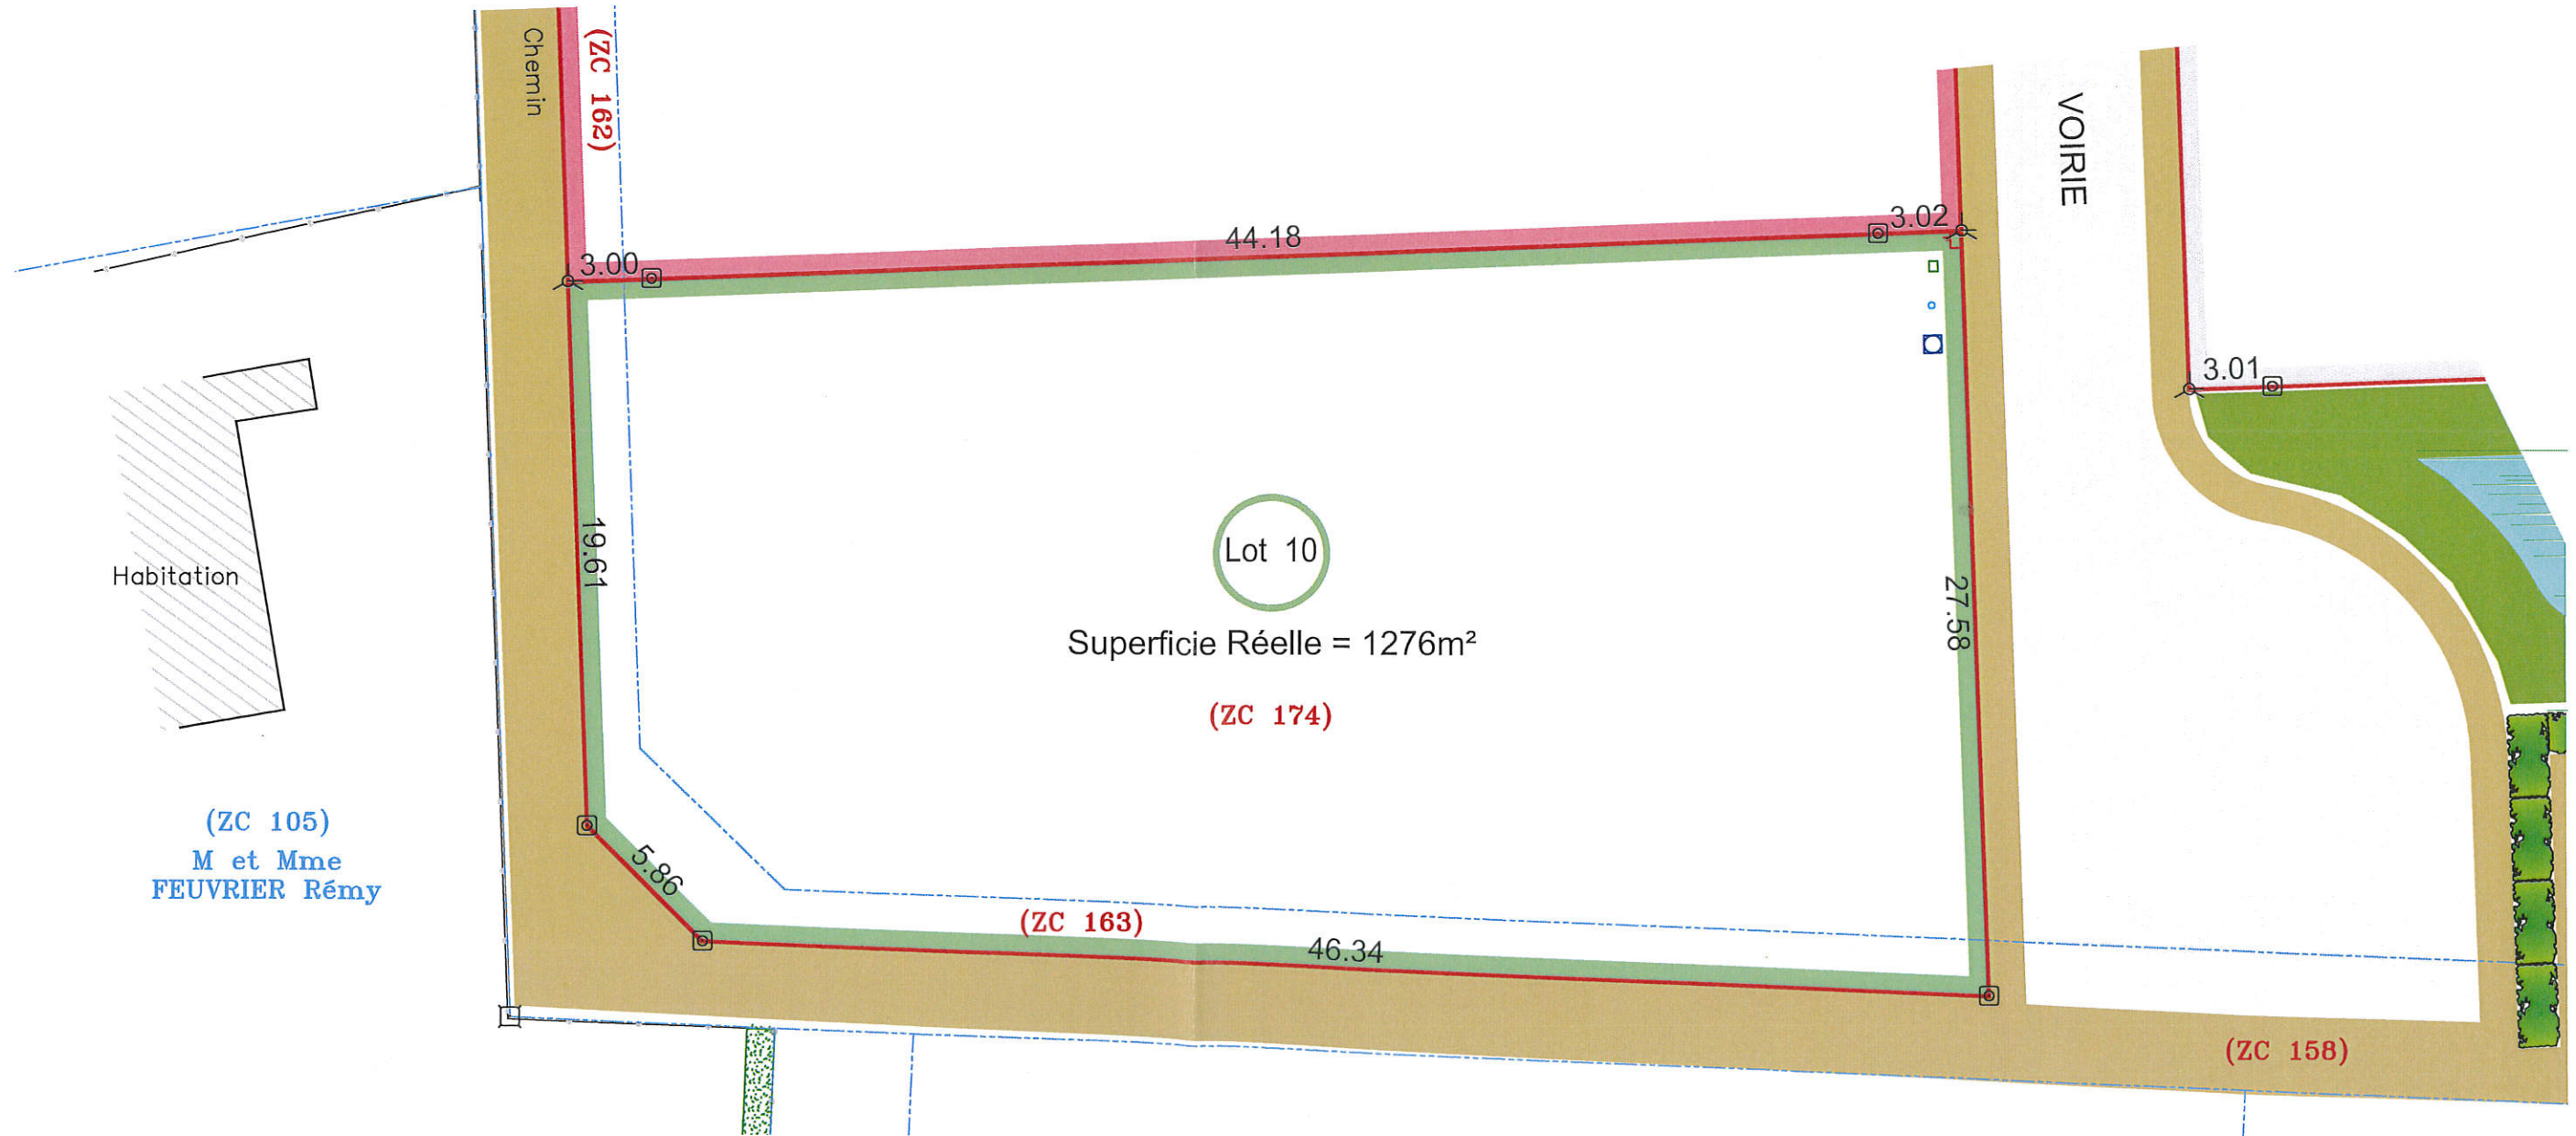 Chemin
(ZC 162)
VOIRIE
3.00
44.18
3.02
3.01
19.61
Lot 10
27.58
Habitation
Superficie Réelle = 1276m²
(ZC 174)
(ZC 105)
M et Mme
FEUVRIER Rémy
5.86
(ZC 163)
46.34
(ZC 158)